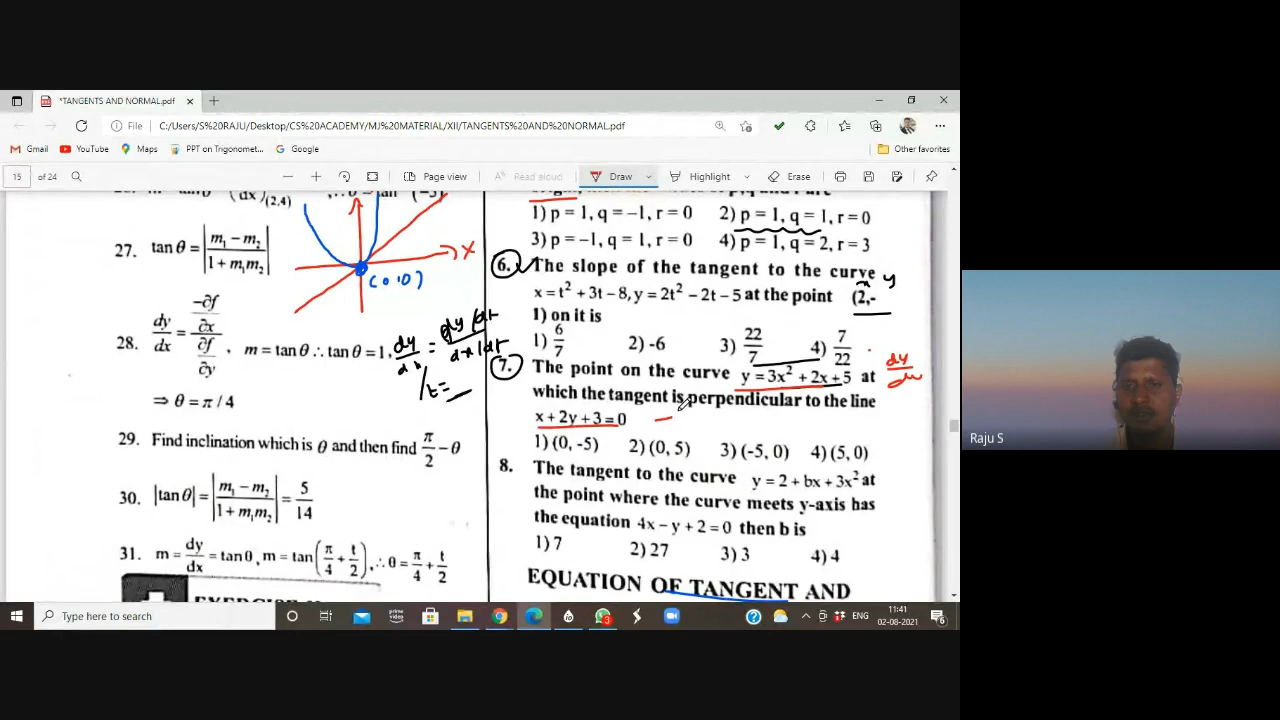 *TANGENTS AND NORMAL.pdf
File C:/Users/S%20RAJU/Desktop/CS%20ACADEMY/MJ%20MATERIAL/XII/TANGENTS%20AND%20NORMAL.pdf
Gmail YouTube Maps PPT on Trigonomet... Google Other favorites
15 of 24 Page view Read aloud Draw Highlight Erase
(dx)(2,4)
X
(0,0)
27. tan θ = |m₁ − m₂ / 1 + m₁m₂|
28. dy/dx = (−∂f/∂x)/(∂f/∂y), m = tan θ ∴ tan θ = 1,
⇒ θ = π / 4
dy/dx = dy/dt / dx/dt
/t=
29. Find inclination which is θ and then find π/2 − θ
30. |tan θ| = |m₁ − m₂ / 1 + m₁m₂| = 5/14
31. m = dy/dx = tan θ, m = tan(π/4 + t/2), ∴ θ = π/4 + t/2
1) p = 1, q = −1, r = 0 2) p = 1, q = 1, r = 0
3) p = −1, q = 1, r = 0 4) p = 1, q = 2, r = 3
6. The slope of the tangent to the curve
x y
x = t² + 3t − 8, y = 2t² − 2t − 5 at the point (2,-
1) on it is
1) 6/7 2) -6 3) 22/7 4) 7/22
7. The point on the curve y = 3x² + 2x + 5 at
dy/dx
which the tangent is perpendicular to the line
x + 2y + 3 = 0
1) (0, -5) 2) (0, 5) 3) (-5, 0) 4) (5, 0)
8. The tangent to the curve y = 2 + bx + 3x² at
the point where the curve meets y-axis has
the equation 4x − y + 2 = 0 then b is
1) 7 2) 27 3) 3 4) 4
EQUATION OF TANGENT AND
Raju S
Type here to search
prime video
3
ENG
11:41
02-08-2021
6